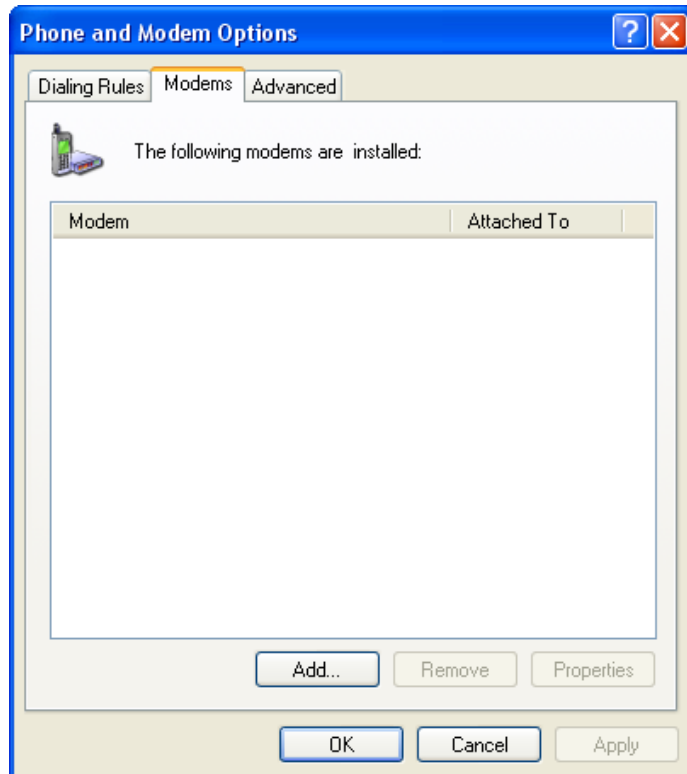 Phone and Modem Options
Dialing Rules Modems Advanced
The following modems are installed:
Modem Attached To
Add... Remove Properties
OK Cancel Apply